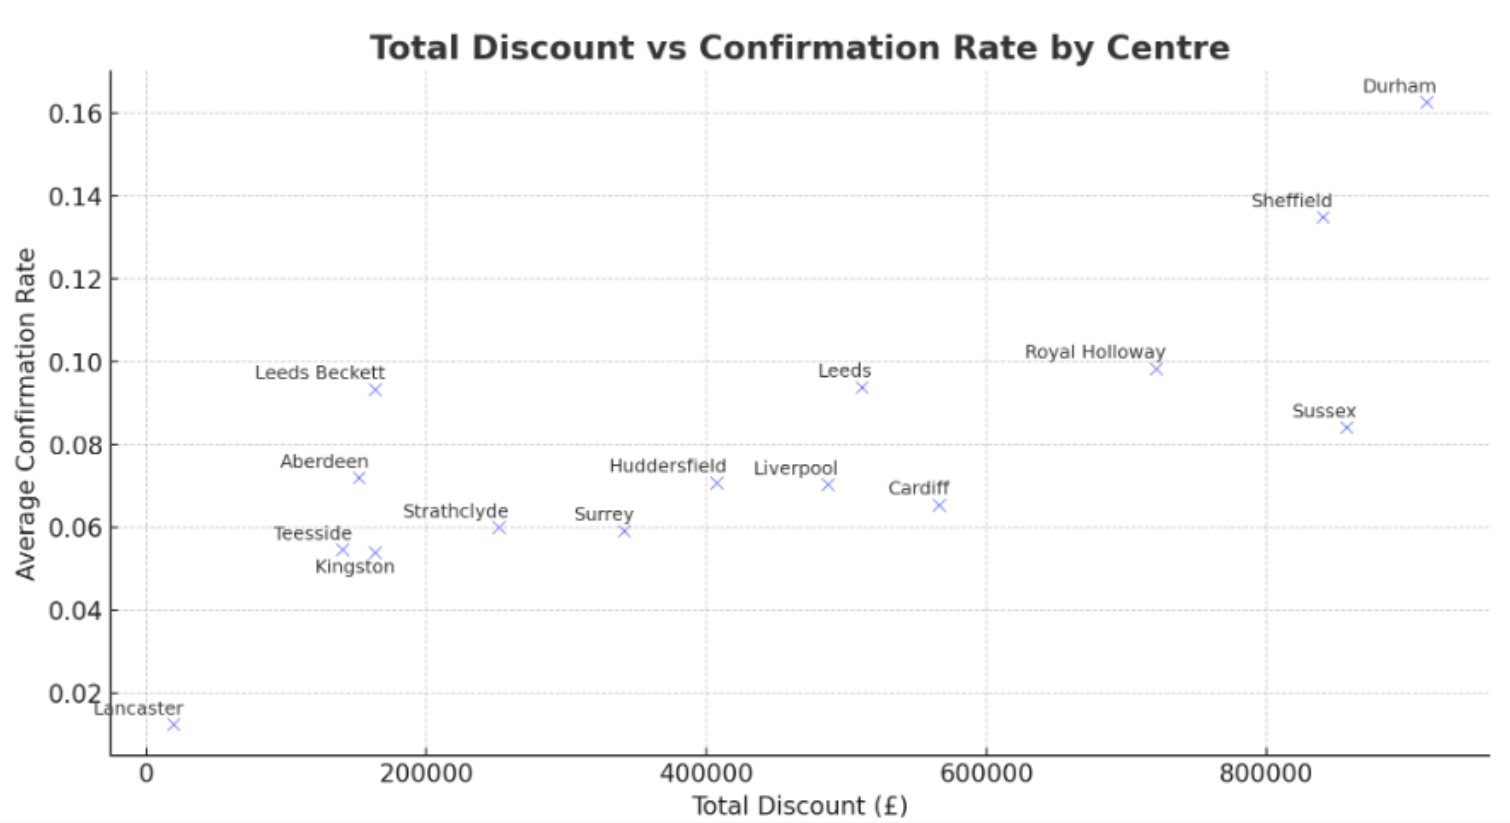 Total Discount vs Confirmation Rate by Centre
Durham
0.16
0.14
Sheffield
0.12
Average Confirmation Rate
0.10
Royal Holloway
Leeds Beckett
Leeds
Sussex
0.08
Aberdeen
Huddersfield
Liverpool
Cardiff
0.06
Strathclyde
Surrey
Teesside
Kingston
0.04
0.02
Lancaster
0
200000
400000
600000
800000
Total Discount (£)